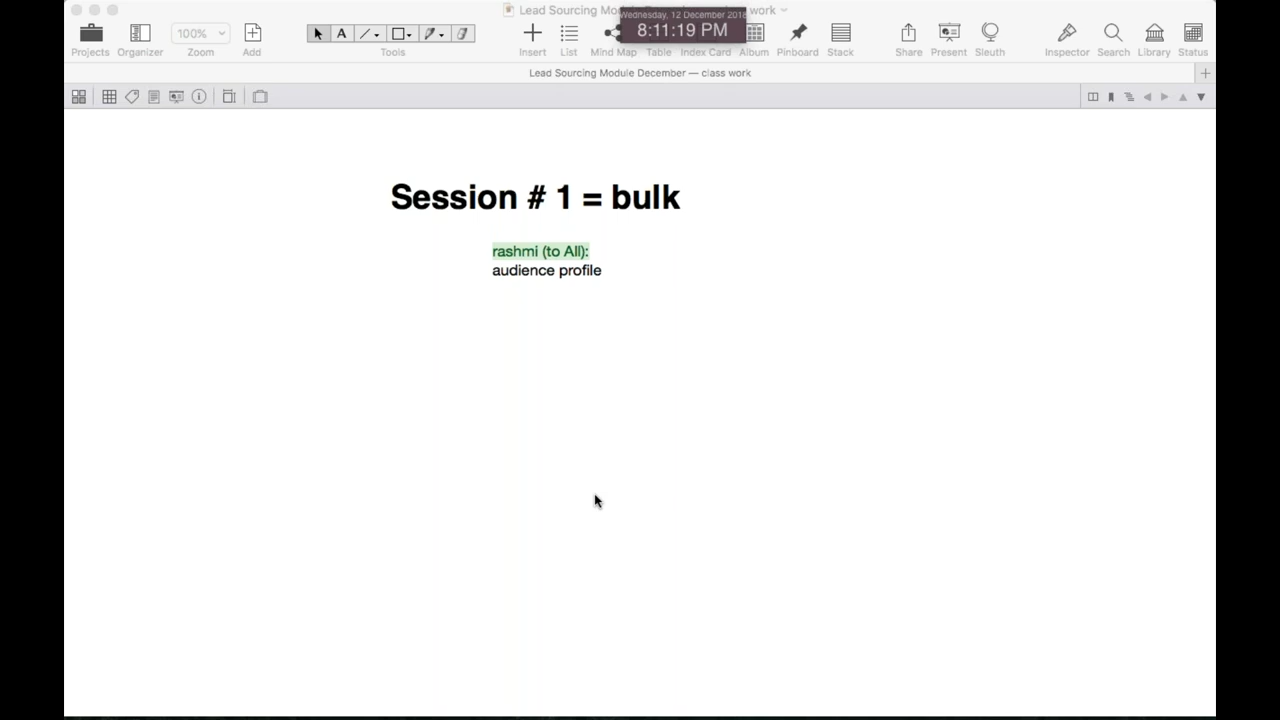 Lead Sourcing Mo
work
Wednesday, 12 December 2018
8:11:19 PM
Projects Organizer 100% Zoom Add Tools Insert List Mind Map Table Index Card Album Pinboard Stack Share Present Sleuth Inspector Search Library Status
Lead Sourcing Module December — class work
Session # 1 = bulk
rashmi (to All):
audience profile